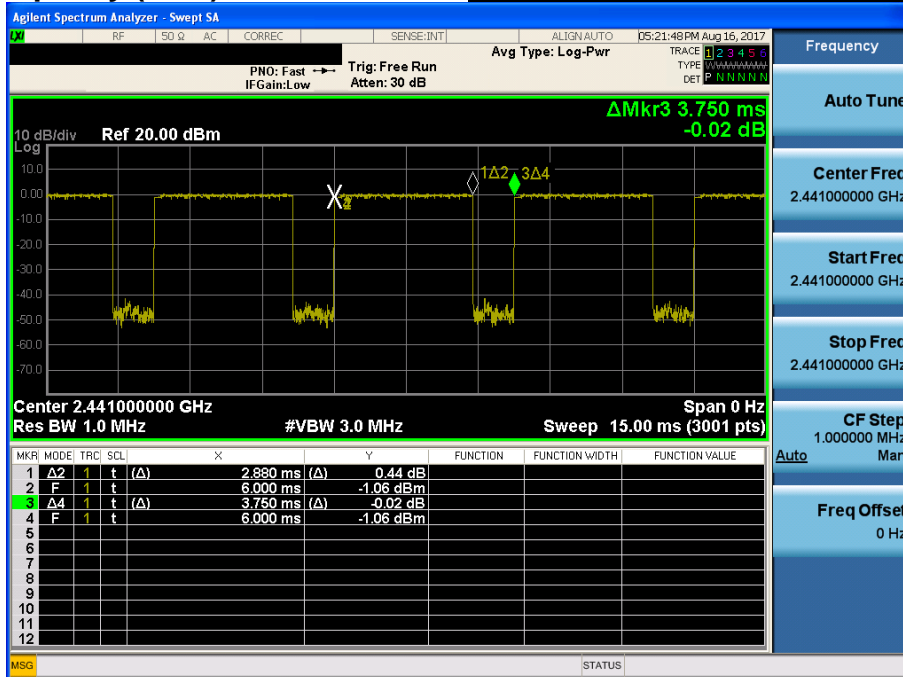 Agilent Spectrum Analyzer - Swept SA
LXI RF 50 Ω AC CORREC SENSE:INT ALIGN AUTO 05:21:48 PM Aug 16, 2017
Avg Type: Log-Pwr TRACE 1 2 3 4 5 6
PNO: Fast Trig: Free Run TYPE
IFGain:Low Atten: 30 dB DET P N N N N N
ΔMkr3 3.750 ms
-0.02 dB
10 dB/div Ref 20.00 dBm
Log
1Δ2 3Δ4
10.0
0.00
-10.0
-20.0
-30.0
-40.0
-50.0
-60.0
-70.0
Center 2.441000000 GHz Span 0 Hz
Res BW 1.0 MHz #VBW 3.0 MHz Sweep 15.00 ms (3001 pts)
MKR MODE TRC SCL X Y FUNCTION FUNCTION WIDTH FUNCTION VALUE
1 Δ2 1 t (Δ) 2.880 ms (Δ) 0.44 dB
2 F 1 t 6.000 ms -1.06 dBm
3 Δ4 1 t (Δ) 3.750 ms (Δ) -0.02 dB
4 F 1 t 6.000 ms -1.06 dBm
5
6
7
8
9
10
11
12
MSG STATUS
Frequency
Auto Tune
Center Freq
2.441000000 GHz
Start Freq
2.441000000 GHz
Stop Freq
2.441000000 GHz
CF Step
1.000000 MHz
Auto Man
Freq Offset
0 Hz